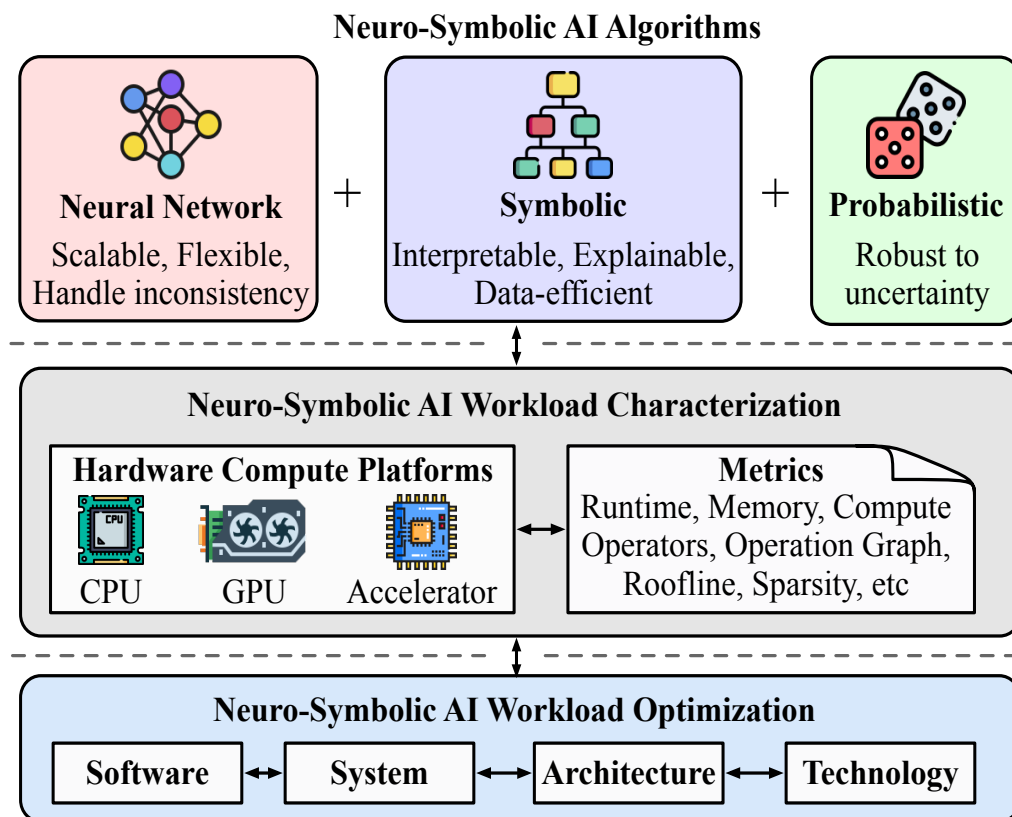 Neuro-Symbolic AI Algorithms
Neural Network
Scalable, Flexible,
Handle inconsistency
+
Symbolic
Interpretable, Explainable,
Data-efficient
+
Probabilistic
Robust to
uncertainty
Neuro-Symbolic AI Workload Characterization
Hardware Compute Platforms
CPU
CPU
GPU
Accelerator
Metrics
Runtime, Memory, Compute
Operators, Operation Graph,
Roofline, Sparsity, etc
Neuro-Symbolic AI Workload Optimization
Software
System
Architecture
Technology